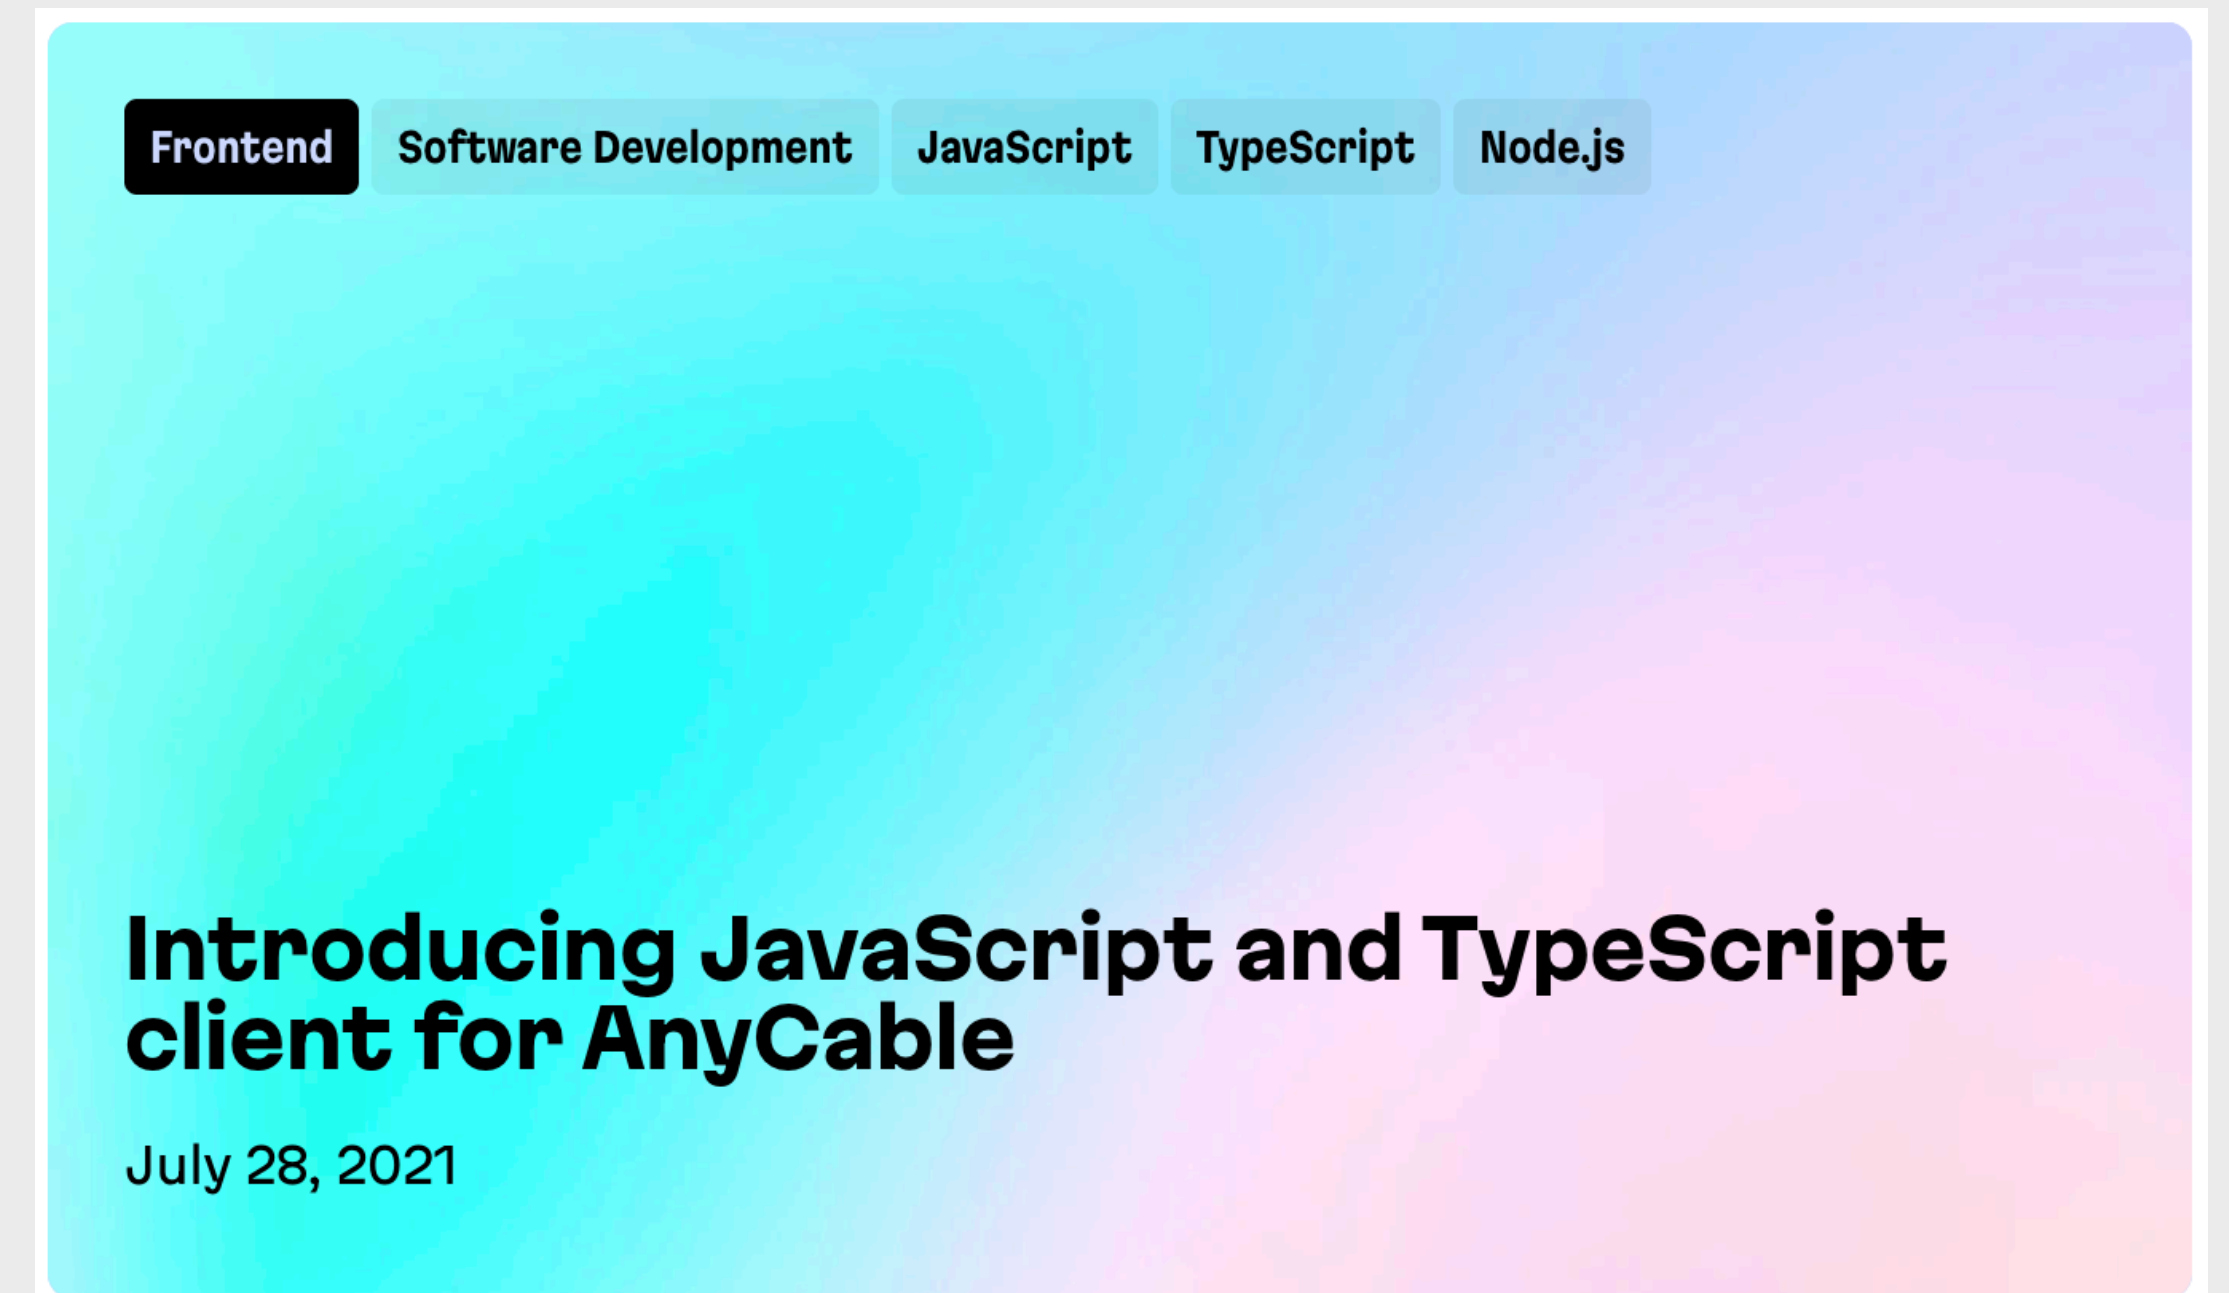 Frontend Software Development JavaScript TypeScript Node.js
Introducing JavaScript and TypeScript
client for AnyCable
July 28, 2021